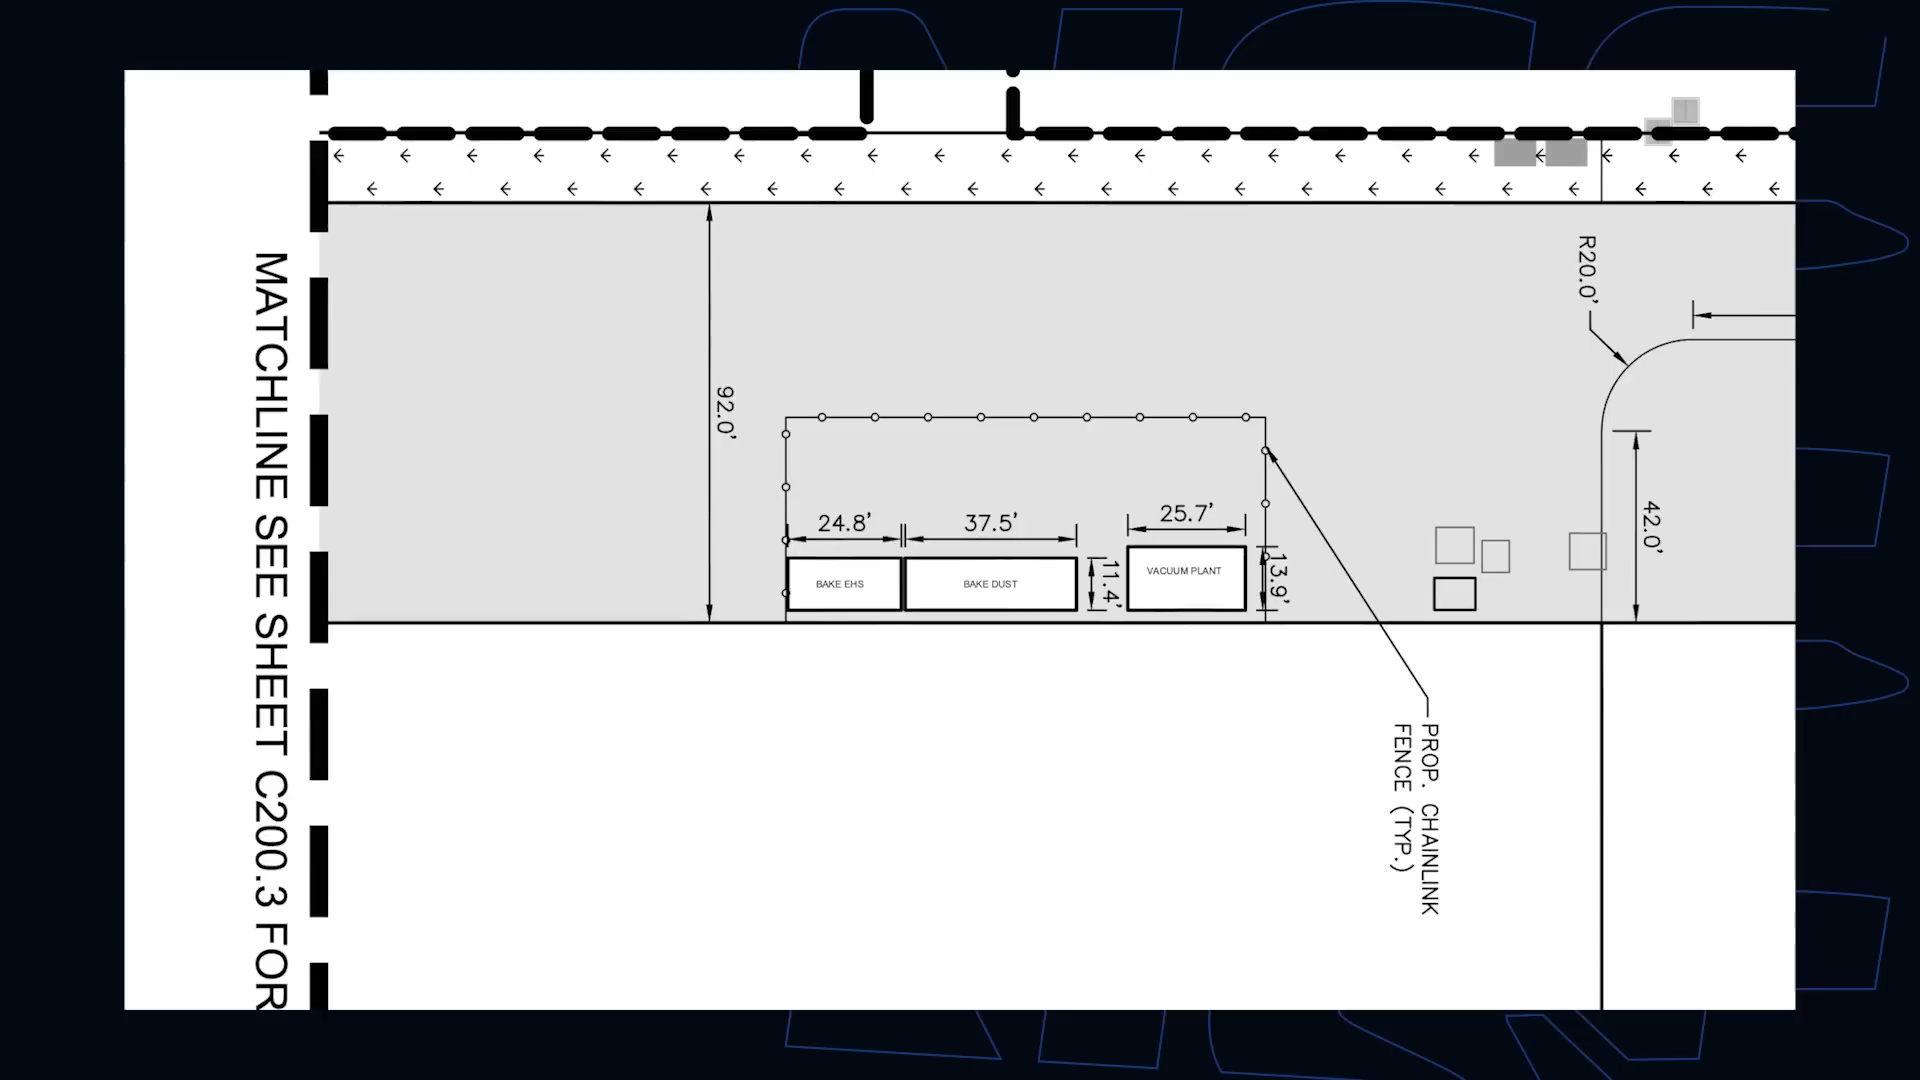 MATCHLINE SEE SHEET C200.3 FOR
92.0'
R20.0'
42.0'
24.8'
37.5'
25.7'
11.4'
13.9'
BAKE EHS
BAKE DUST
VACUUM PLANT
PROP. CHAINLINK
FENCE (TYP.)